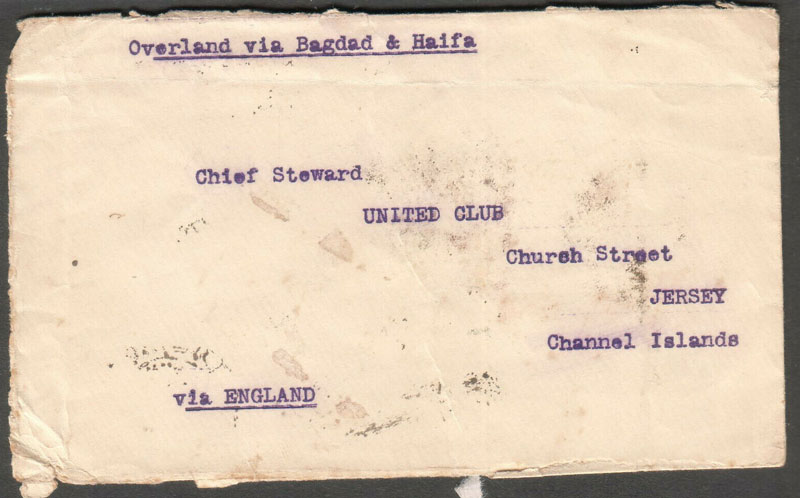 Overland via Bagdad & Haifa
Chief Steward
UNITED CLUB
Church Street
JERSEY
Channel Islands
via ENGLAND